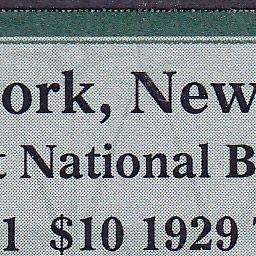 ork, New
t National B
1 $10 1929